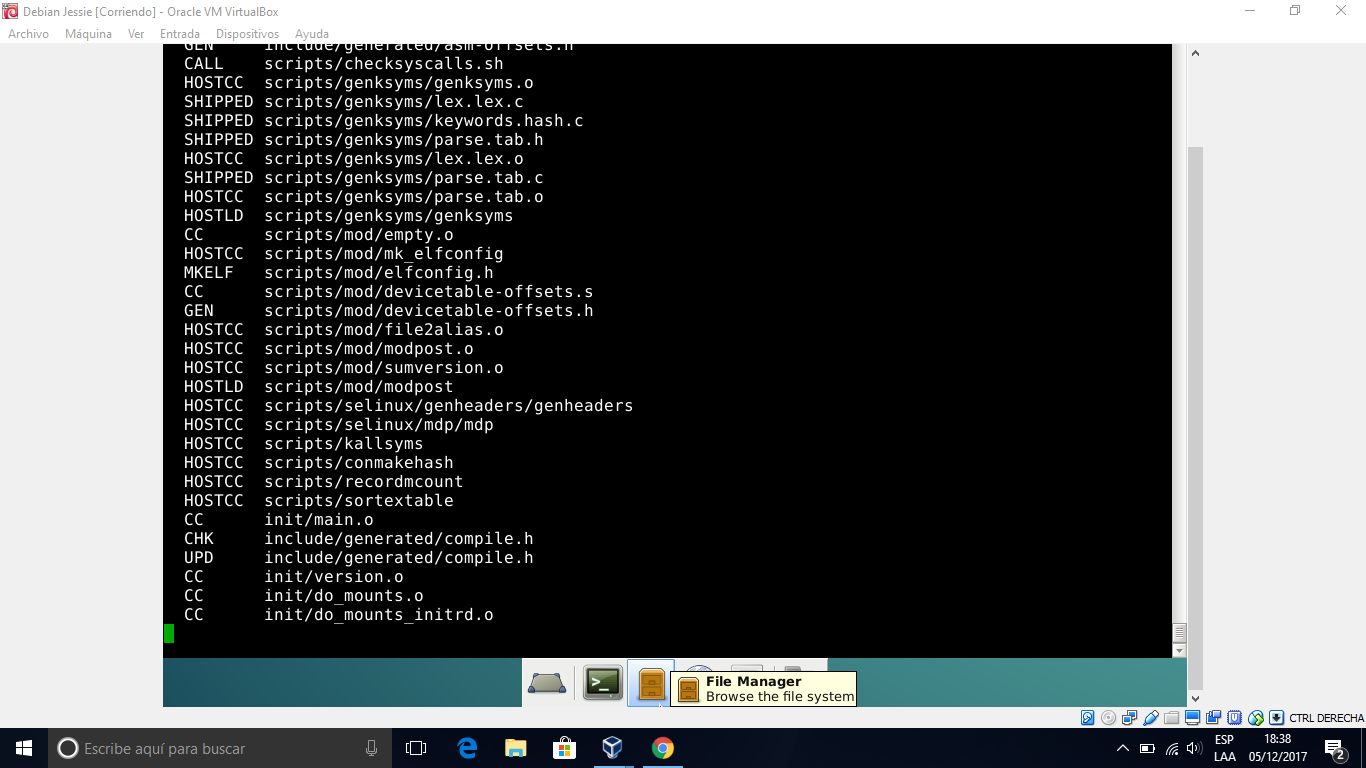 Debian Jessie [Corriendo] - Oracle VM VirtualBox
Archivo Máquina Ver Entrada Dispositivos Ayuda
GEN include/generated/asm-offsets.h
CALL scripts/checksyscalls.sh
HOSTCC scripts/genksyms/genksyms.o
SHIPPED scripts/genksyms/lex.lex.c
SHIPPED scripts/genksyms/keywords.hash.c
SHIPPED scripts/genksyms/parse.tab.h
HOSTCC scripts/genksyms/lex.lex.o
SHIPPED scripts/genksyms/parse.tab.c
HOSTCC scripts/genksyms/parse.tab.o
HOSTLD scripts/genksyms/genksyms
CC scripts/mod/empty.o
HOSTCC scripts/mod/mk_elfconfig
MKELF scripts/mod/elfconfig.h
CC scripts/mod/devicetable-offsets.s
GEN scripts/mod/devicetable-offsets.h
HOSTCC scripts/mod/file2alias.o
HOSTCC scripts/mod/modpost.o
HOSTCC scripts/mod/sumversion.o
HOSTLD scripts/mod/modpost
HOSTCC scripts/selinux/genheaders/genheaders
HOSTCC scripts/selinux/mdp/mdp
HOSTCC scripts/kallsyms
HOSTCC scripts/conmakehash
HOSTCC scripts/recordmcount
HOSTCC scripts/sortextable
CC init/main.o
CHK include/generated/compile.h
UPD include/generated/compile.h
CC init/version.o
CC init/do_mounts.o
CC init/do_mounts_initrd.o
File Manager
Browse the file system
CTRL DERECHA
Escribe aquí para buscar
ESP
LAA
18:38
05/12/2017
2